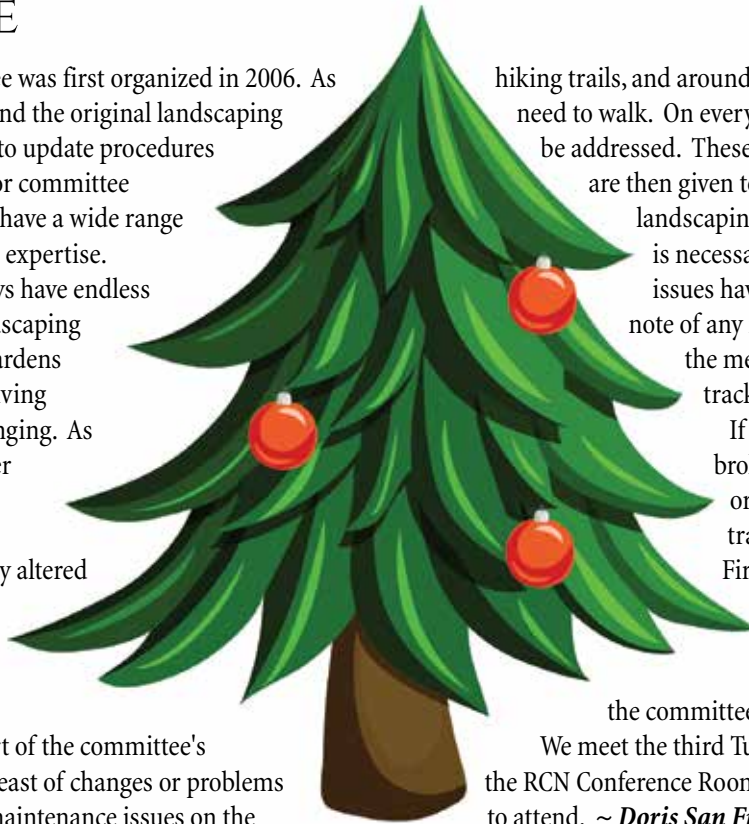 E
e was first organized in 2006. As
nd the original landscaping
to update procedures
or committee
have a wide range
expertise.
ys have endless
scaping
ardens
ving
nging. As
er
y altered
rt of the committee's
east of changes or problems
maintenance issues on the
hiking trails, and around
need to walk. On every
be addressed. These
are then given to
landscapin
is necessa
issues hav
note of any
the me
track
If
bro
or
tra
Fir
the committee
We meet the third Tu
the RCN Conference Room
to attend. ~ Doris San Fr